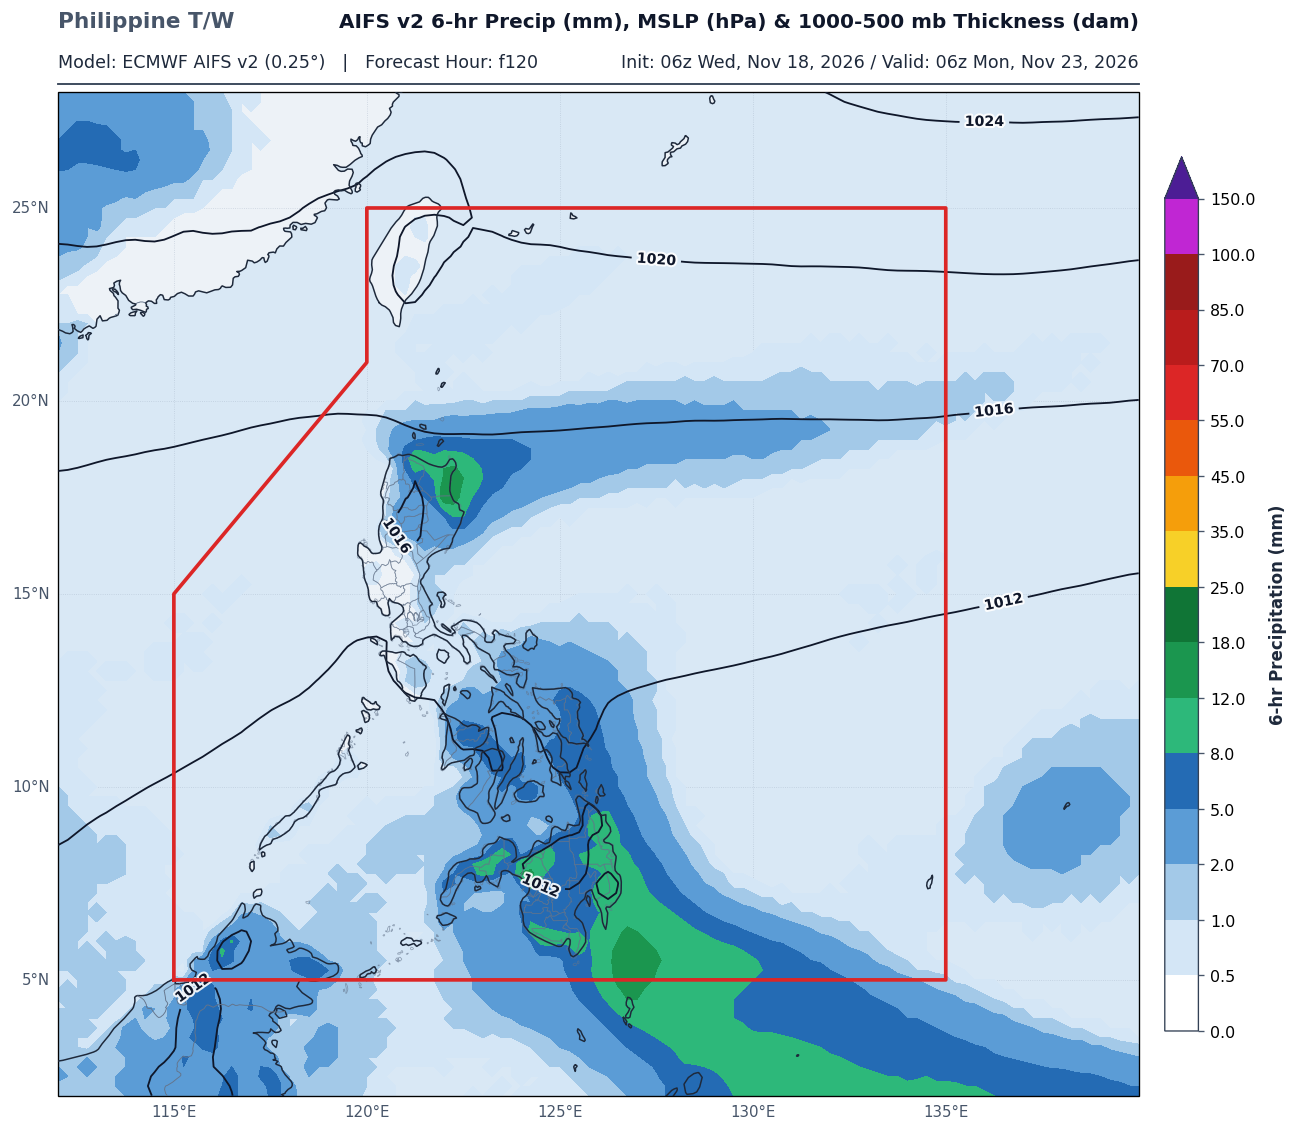 Philippine T/W
AIFS v2 6-hr Precip (mm), MSLP (hPa) & 1000-500 mb Thickness (dam)
Model: ECMWF AIFS v2 (0.25°) | Forecast Hour: f120
Init: 06z Wed, Nov 18, 2026 / Valid: 06z Mon, Nov 23, 2026
1024
25°N
1020
20°N
1016
1016
15°N
1012
10°N
1012
5°N
1012
115°E
120°E
125°E
130°E
135°E
150.0
100.0
85.0
70.0
55.0
45.0
35.0
25.0
18.0
12.0
8.0
5.0
2.0
1.0
0.5
0.0
6-hr Precipitation (mm)